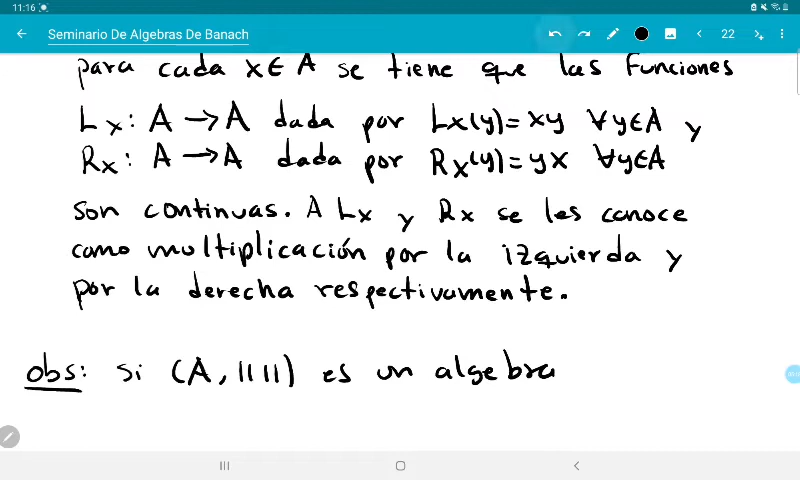 11:16
Seminario De Algebras De Banach
22
para cada x ∈ A se tiene que las funciones
Lx: A → A dada por Lx(y)= xy ∀y∈A y
Rx: A → A dada por Rx(y)= yx ∀y∈A
son continuas. A Lx y Rx se les conoce
como multiplicación por la izquierda y
por la derecha respectivamente.
obs: si (A, || ||) es un algebra